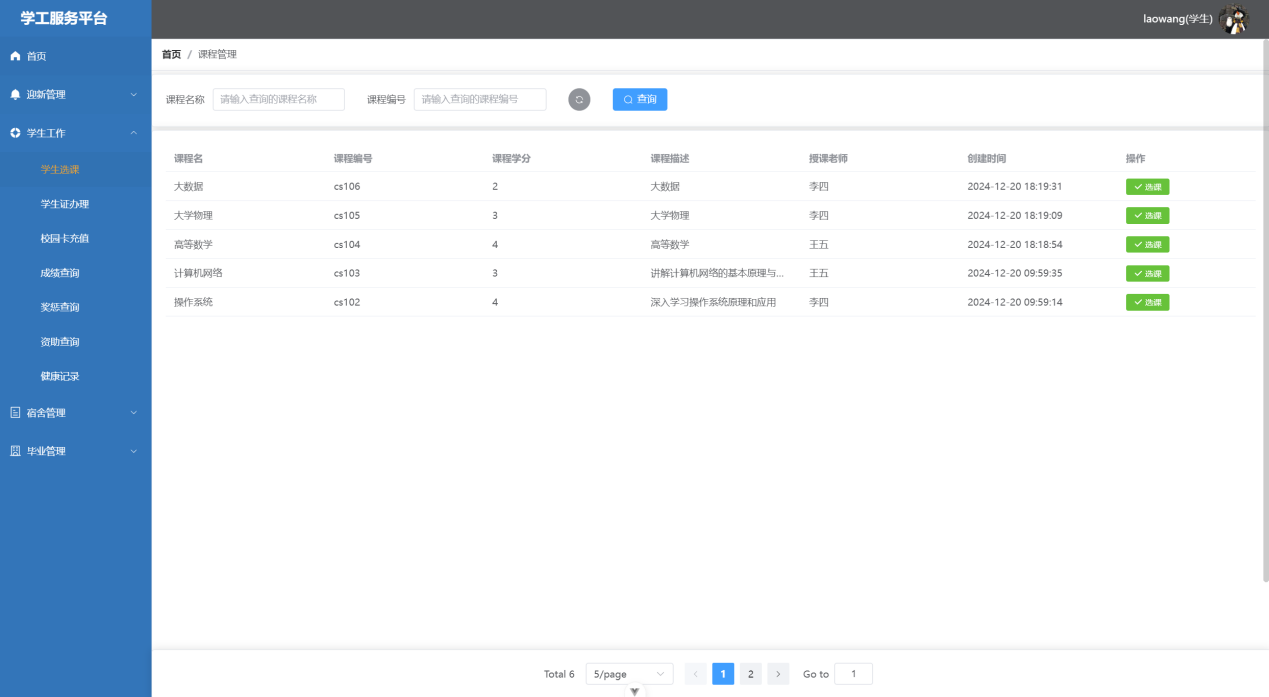 学工服务平台
laowang(学生)
首页
迎新管理
学生工作
学生选课
学生证办理
校园卡充值
成绩查询
奖惩查询
资助查询
健康记录
宿舍管理
毕业管理
首页 / 课程管理
课程名称 请输入查询的课程名称 课程编号 请输入查询的课程编号 查询
课程名 课程编号 课程学分 课程描述 授课老师 创建时间 操作
大数据 cs106 2 大数据 李四 2024-12-20 18:19:31 选课
大学物理 cs105 3 大学物理 李四 2024-12-20 18:19:09 选课
高等数学 cs104 4 高等数学 王五 2024-12-20 18:18:54 选课
计算机网络 cs103 3 讲解计算机网络的基本原理与... 王五 2024-12-20 09:59:35 选课
操作系统 cs102 4 深入学习操作系统原理和应用 李四 2024-12-20 09:59:14 选课
Total 6 5/page 1 2 Go to 1